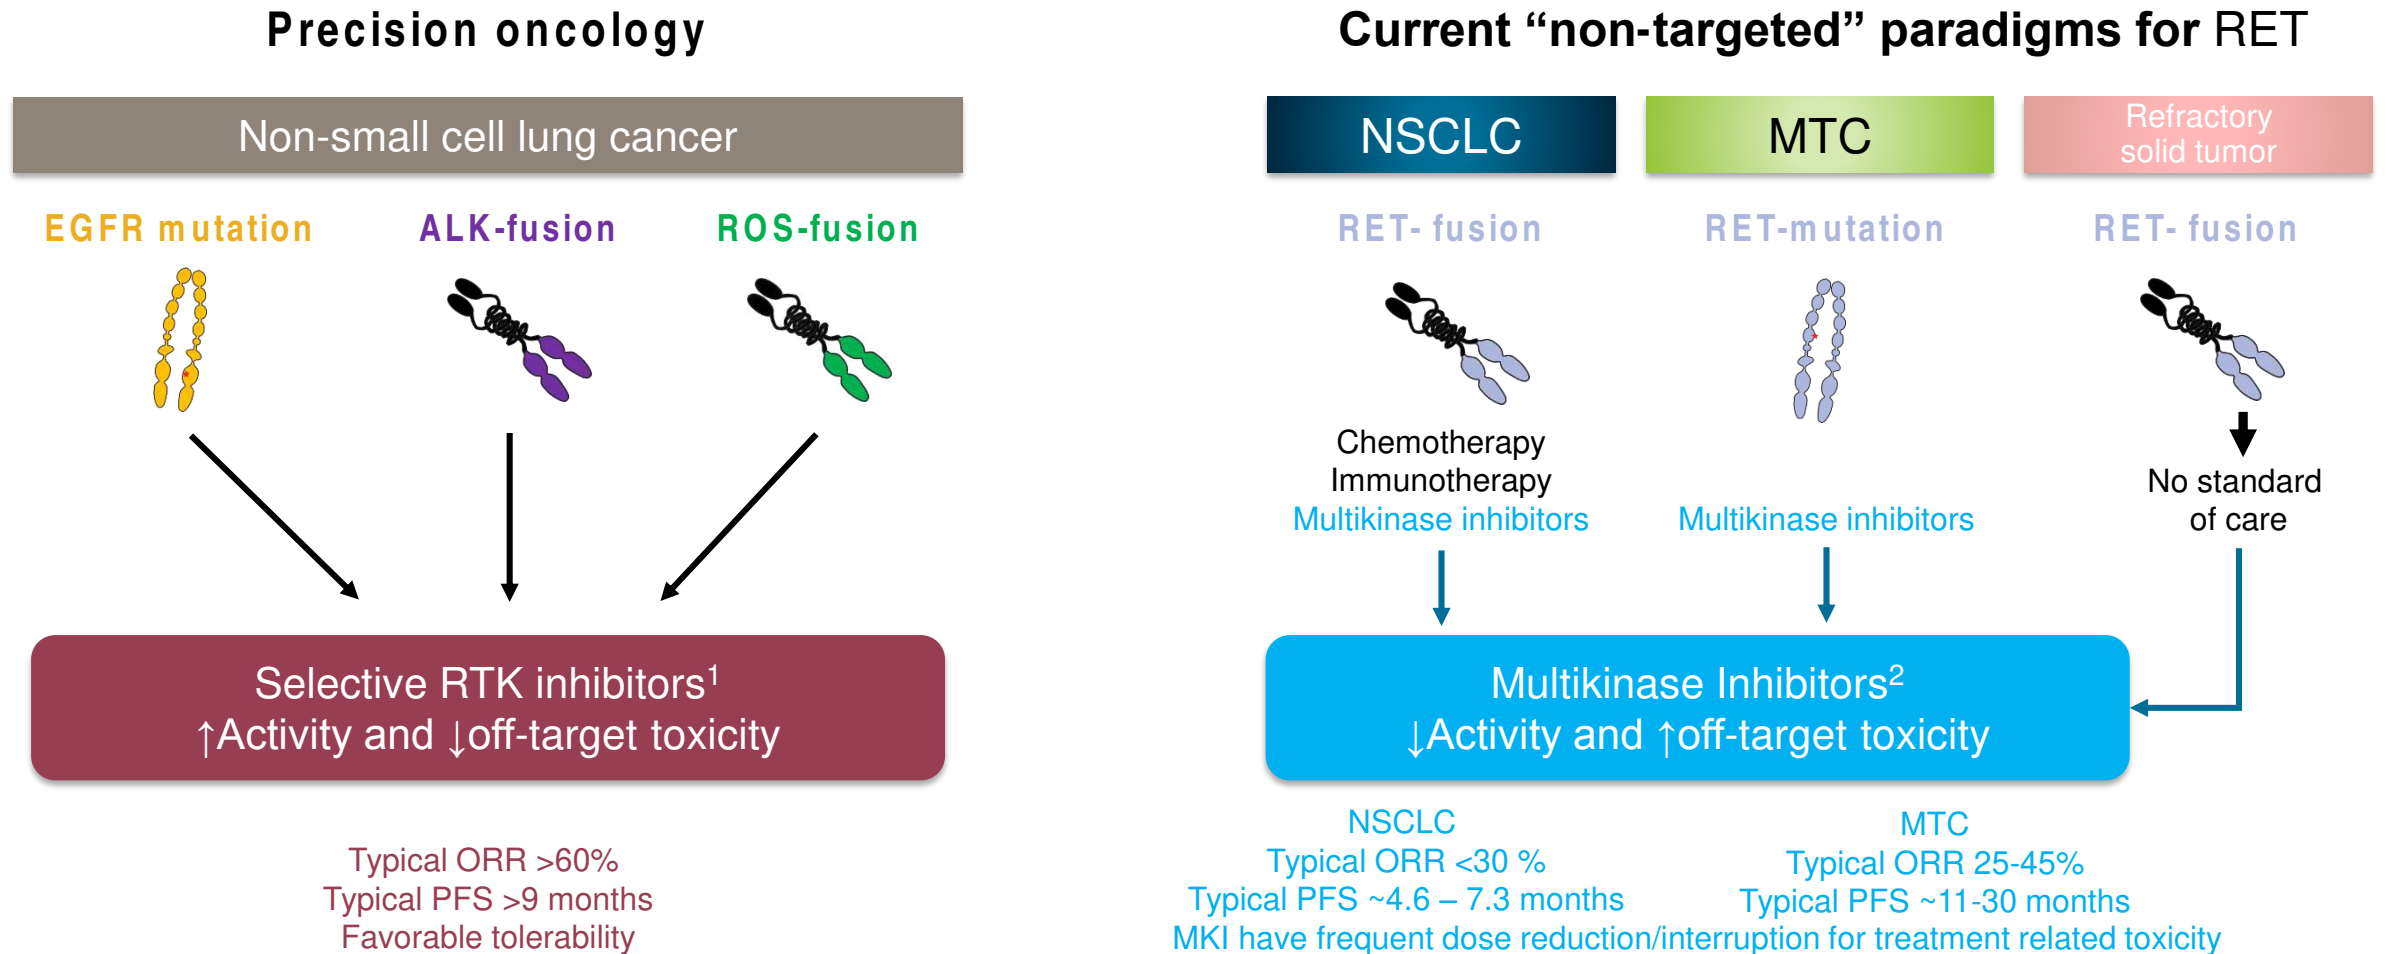 Precision oncology
Non-small cell lung cancer
EGFR mutation
ALK-fusion
ROS-fusion
Selective RTK inhibitors¹
↑Activity and ↓off-target toxicity
Typical ORR >60%
Typical PFS >9 months
Favorable tolerability
Current “non-targeted” paradigms for RET
NSCLC
MTC
Refractory
solid tumor
RET- fusion
RET-mutation
RET- fusion
Chemotherapy
Immunotherapy
Multikinase inhibitors
Multikinase inhibitors
No standard
of care
Multikinase Inhibitors²
↓Activity and ↑off-target toxicity
NSCLC
Typical ORR <30 %
Typical PFS ~4.6 – 7.3 months
MTC
Typical ORR 25-45%
Typical PFS ~11-30 months
MKI have frequent dose reduction/interruption for treatment related toxicity